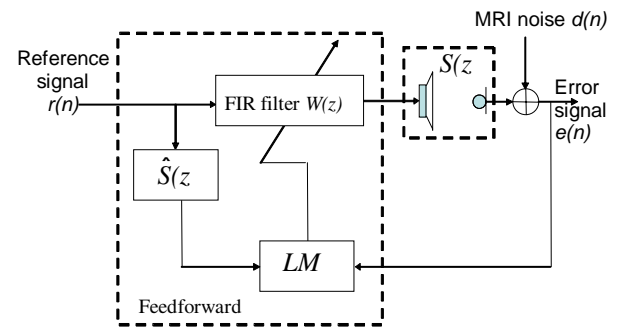 MRI noise d(n)
Reference
signal
r(n)
FIR filter W(z)
S(z
Error
signal
e(n)
Ŝ(z
LM
Feedforward